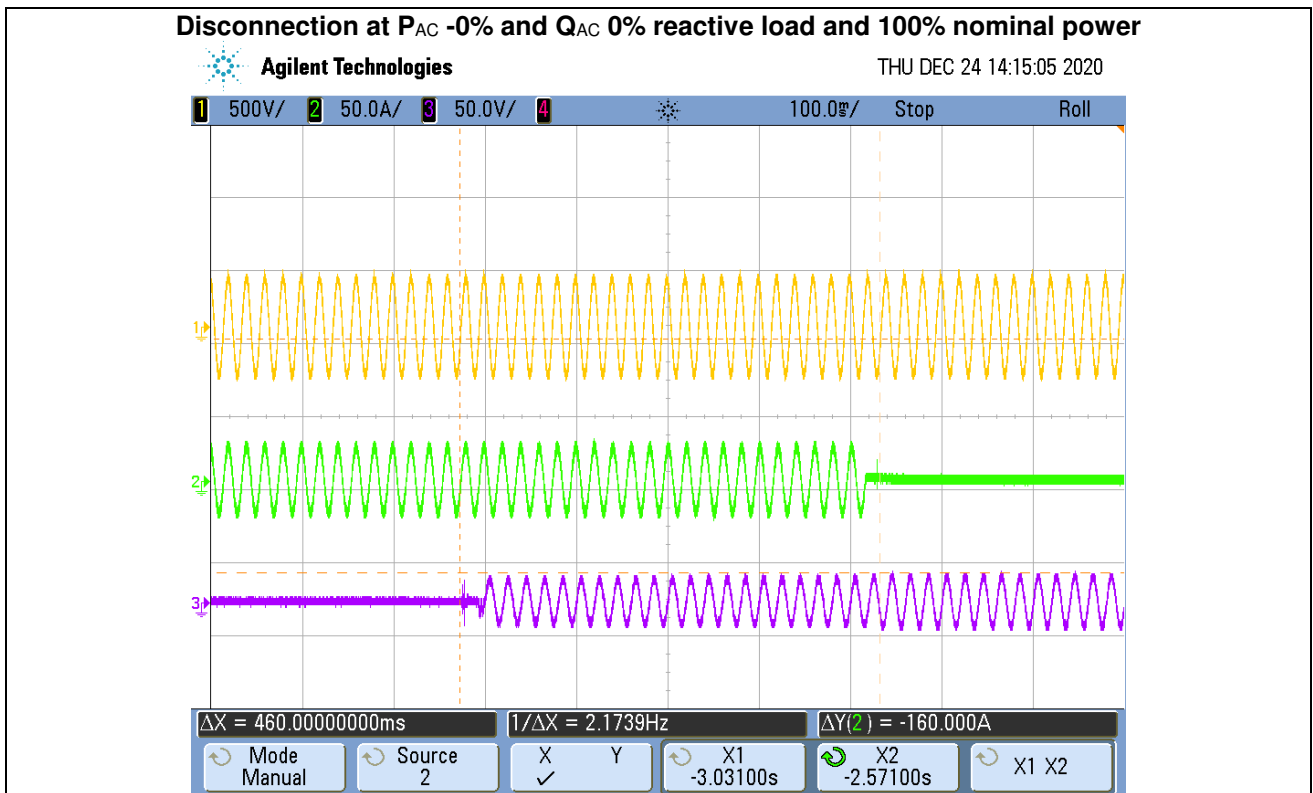 Disconnection at PAC -0% and QAC 0% reactive load and 100% nominal power
Agilent Technologies THU DEC 24 14:15:05 2020
1 500V/ 2 50.0A/ 3 50.0V/ 4 100.0ms/ Stop Roll
1
2
3
ΔX = 460.00000000ms 1/ΔX = 2.1739Hz ΔY(2) = -160.000A
Mode Source X Y X1 X2 X1 X2
Manual 2 ✓ -3.03100s -2.57100s